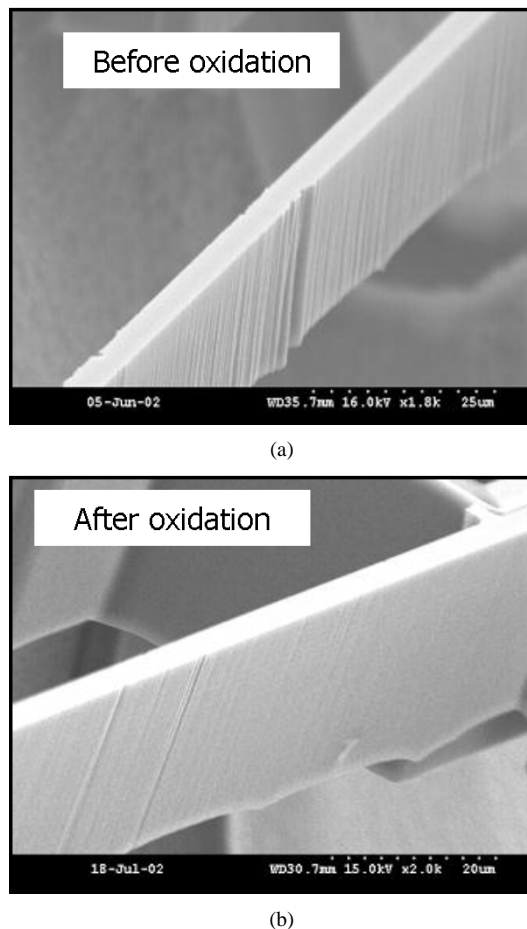 Before oxidation
05-Jun-02 WD35.7mm 16.0kV x1.8k 25um
(a)
After oxidation
18-Jul-02 WD30.7mm 15.0kV x2.0k 20um
(b)